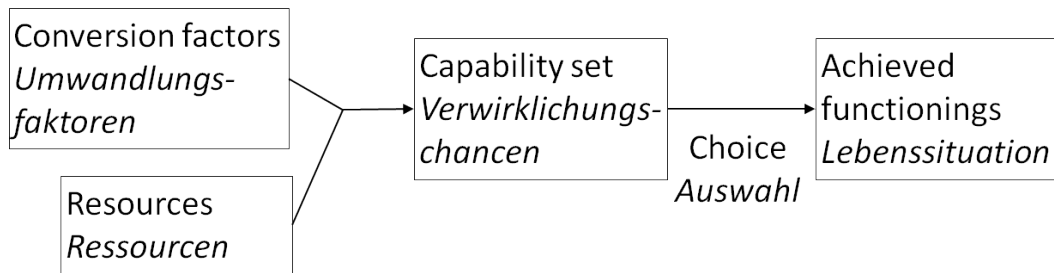 Conversion factors
Umwandlungs-
faktoren
Resources
Ressourcen
Capability set
Verwirklichungs-
chancen
Choice
Auswahl
Achieved
functionings
Lebenssituation